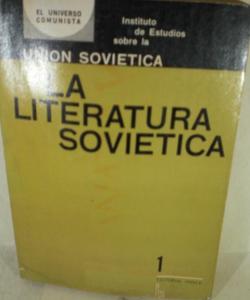 EL UNIVERSO
COMUNISTA
Instituto
de Estudios
sobre la
UNION SOVIETICA
LA
LITERATURA
SOVIETICA
1